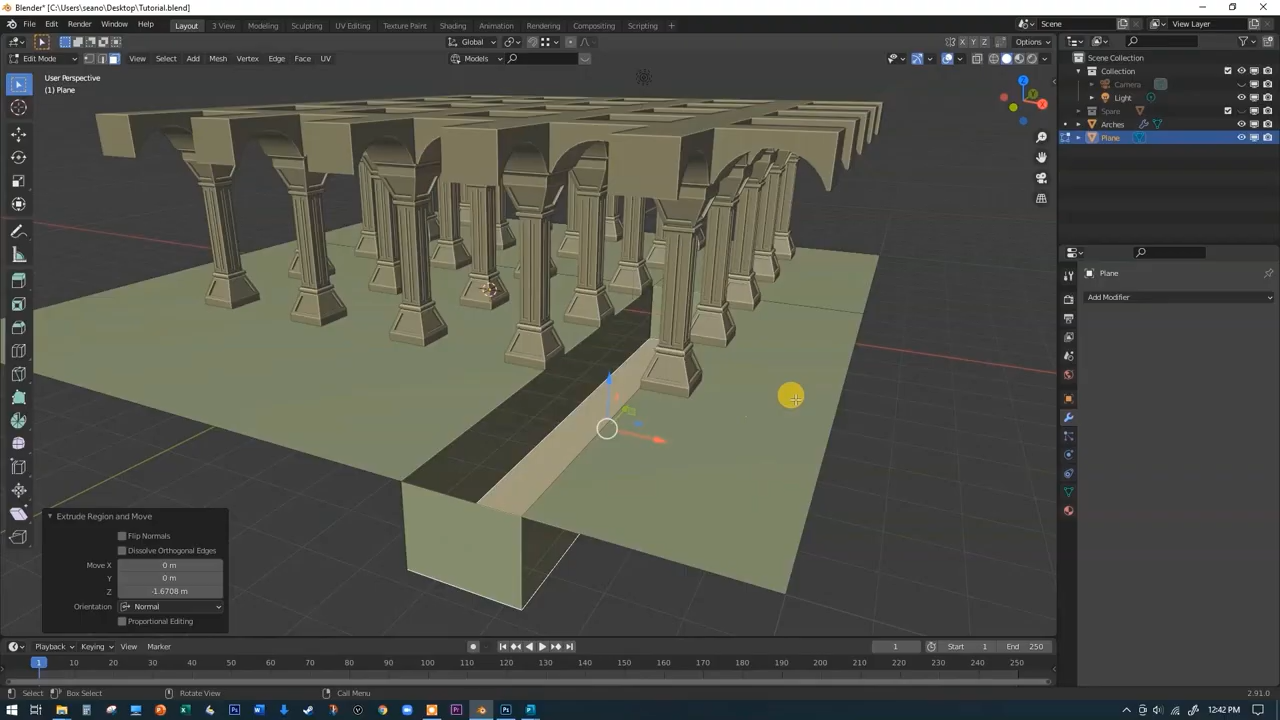 Blender* [C:\Users\seano\Desktop\Tutorial.blend]
File Edit Render Window Help Layout 3 View Modeling Sculpting UV Editing Texture Paint Shading Animation Rendering Compositing Scripting + Scene View Layer
Global Options
Edit Mode View Select Add Mesh Vertex Edge Face UV Models
X Y Z
User Perspective
(1) Plane
Scene Collection
Collection
Camera
Light
Spare
Arches
Plane
Plane
Add Modifier
Extrude Region and Move
Flip Normals
Dissolve Orthogonal Edges
Move X 0 m
Y 0 m
Z -1.6708 m
Orientation Normal
Proportional Editing
Playback Keying View Marker 1 Start 1 End 250
1 10 20 30 40 50 60 70 80 90 100 110 120 130 140 150 160 170 180 190 200 210 220 230 240 250
Select Box Select Rotate View Call Menu 2.91.0
12:42 PM